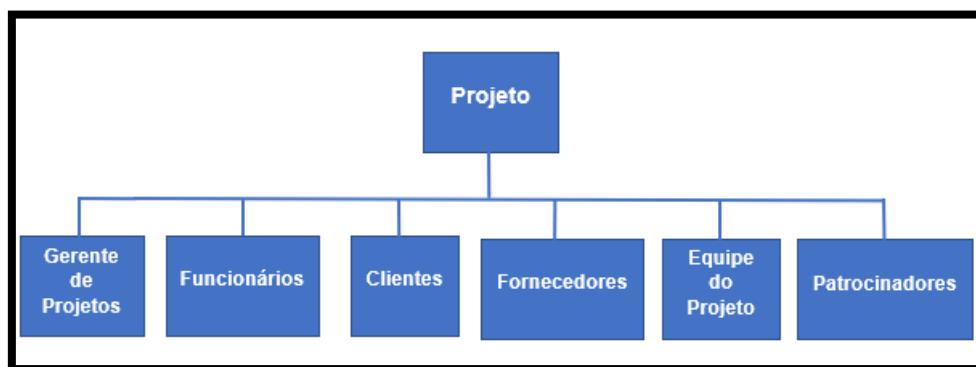 Projeto
Gerente
de
Projetos
Funcionários
Clientes
Fornecedores
Equipe
do
Projeto
Patrocinadores